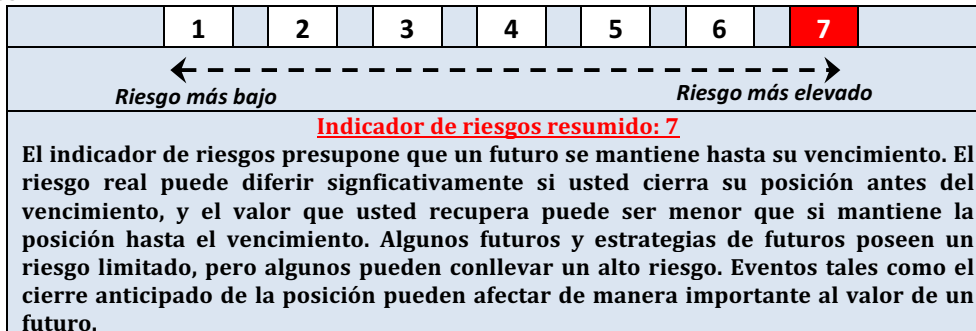 1 2 3 4 5 6 7
Riesgo más bajo Riesgo más elevado
Indicador de riesgos resumido: 7
El indicador de riesgos presupone que un futuro se mantiene hasta su vencimiento. El
riesgo real puede diferir signficativamente si usted cierra su posición antes del
vencimiento, y el valor que usted recupera puede ser menor que si mantiene la
posición hasta el vencimiento. Algunos futuros y estrategias de futuros poseen un
riesgo limitado, pero algunos pueden conllevar un alto riesgo. Eventos tales como el
cierre anticipado de la posición pueden afectar de manera importante al valor de un
futuro.